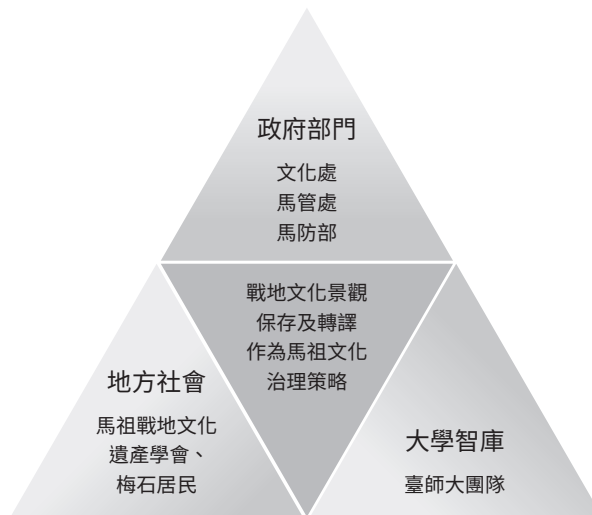 政府部門
文化處
馬管處
馬防部
戰地文化景觀
保存及轉譯
作為馬祖文化
治理策略
地方社會
馬祖戰地文化
遺產學會、
梅石居民
大學智庫
臺師大團隊